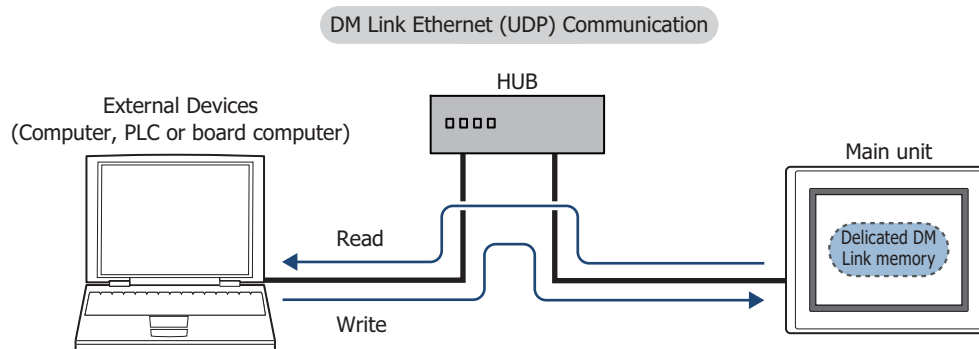 DM Link Ethernet (UDP) Communication
HUB
External Devices
(Computer, PLC or board computer)
Main unit
Read
Delicated DM
Link memory
Write